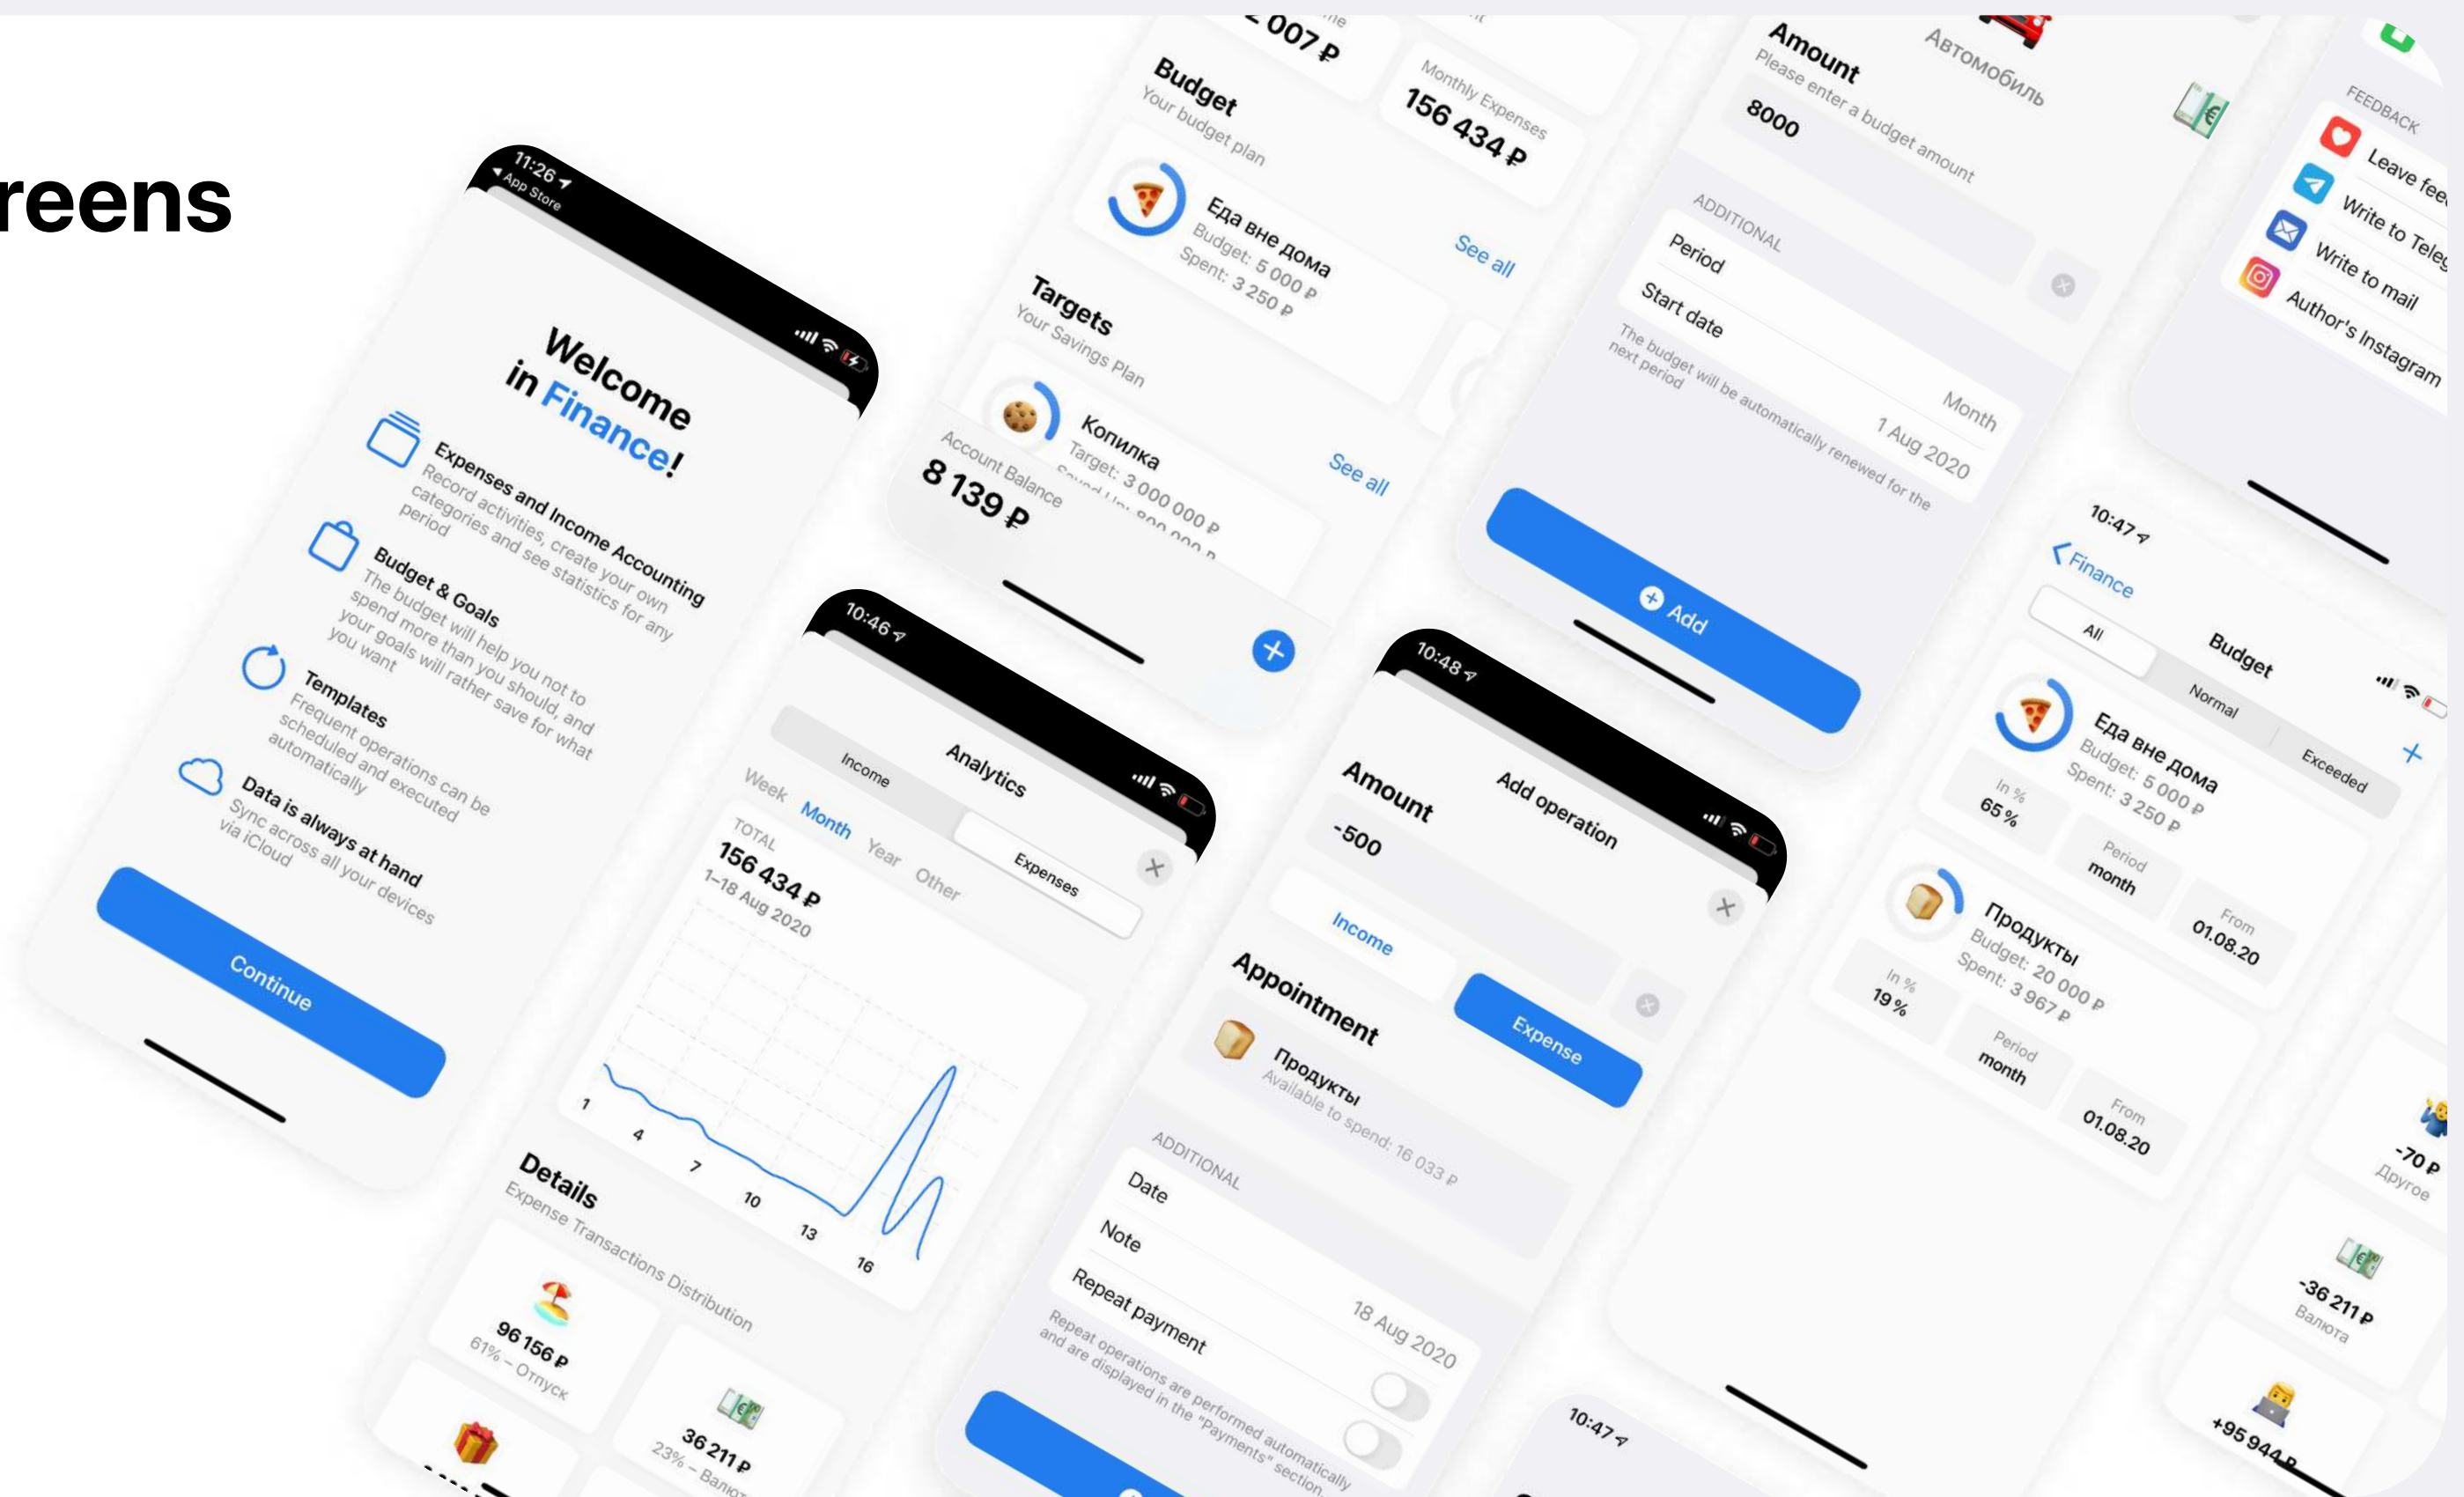 reens
11:26
App Store
Welcome
in Finance!
Expenses and Income Accounting
Record activities, create your own
categories and see statistics for any
period
Budget & Goals
The budget will help you not to
spend more than you should, and
your goals will rather save for what
you want
Templates
Frequent operations can be
scheduled and executed
automatically
Data is always at hand
Sync across all your devices
via iCloud
Continue
10:46
Analytics
Income
Expenses
Week Month Year Other
TOTAL
156 434 ₽
1–18 Aug 2020
1 4 7 10 13 16
Details
Expense Transactions Distribution
96 156 ₽
61% – Отпуск
36 211 ₽
23% –
007 ₽
Monthly Expenses
156 434 ₽
Budget
Your budget plan
See all
Еда вне дома
Budget: 5 000 ₽
Spent: 3 250 ₽
Targets
Your Savings Plan
See all
Копилка
Target: 3 000 000 ₽
Account Balance
8 139 ₽
10:48
Add operation
Amount
-500
Income
Expense
Appointment
Продукты
Available to spend: 16 033 ₽
ADDITIONAL
Date
18 Aug 2020
Note
Repeat payment
Repeat operations are performed automatically
and are displayed in the "Payments" section.
Автомобиль
Amount
Please enter a budget amount
8000
ADDITIONAL
Period
Month
Start date
1 Aug 2020
The budget will be automatically renewed for the
next period
Add
10:47
Finance
Budget
All
Normal
Exceeded
Еда вне дома
Budget: 5 000 ₽
Spent: 3 250 ₽
In %
65 %
Period
month
From
01.08.20
Продукты
Budget: 20 000 ₽
Spent: 3 967 ₽
In %
19 %
Period
month
From
01.08.20
10:47
FEEDBACK
Leave fee
Write to Teleg
Write to mail
Author's Instagram
-70 ₽
Другое
-36 211 ₽
Валюта
+95 944 ₽